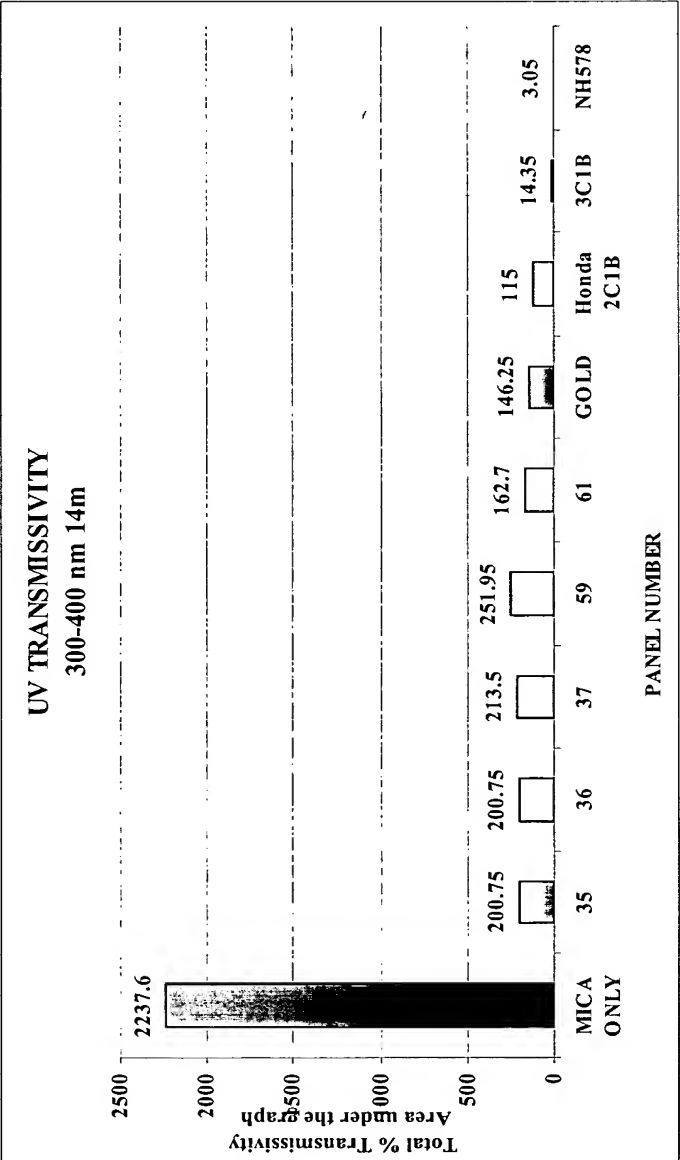 UV TRANSMISSIVITY
300-400 nm 14m
Total % Transmissivity
Area under the graph
2500
2000
500
000
500
0
2237.6
200.75
200.75
213.5
251.95
162.7
146.25
115
14.35
3.05
MICA ONLY
35
36
37
59
61
GOLD
Honda 2C1B
3C1B
NH578
PANEL NUMBER